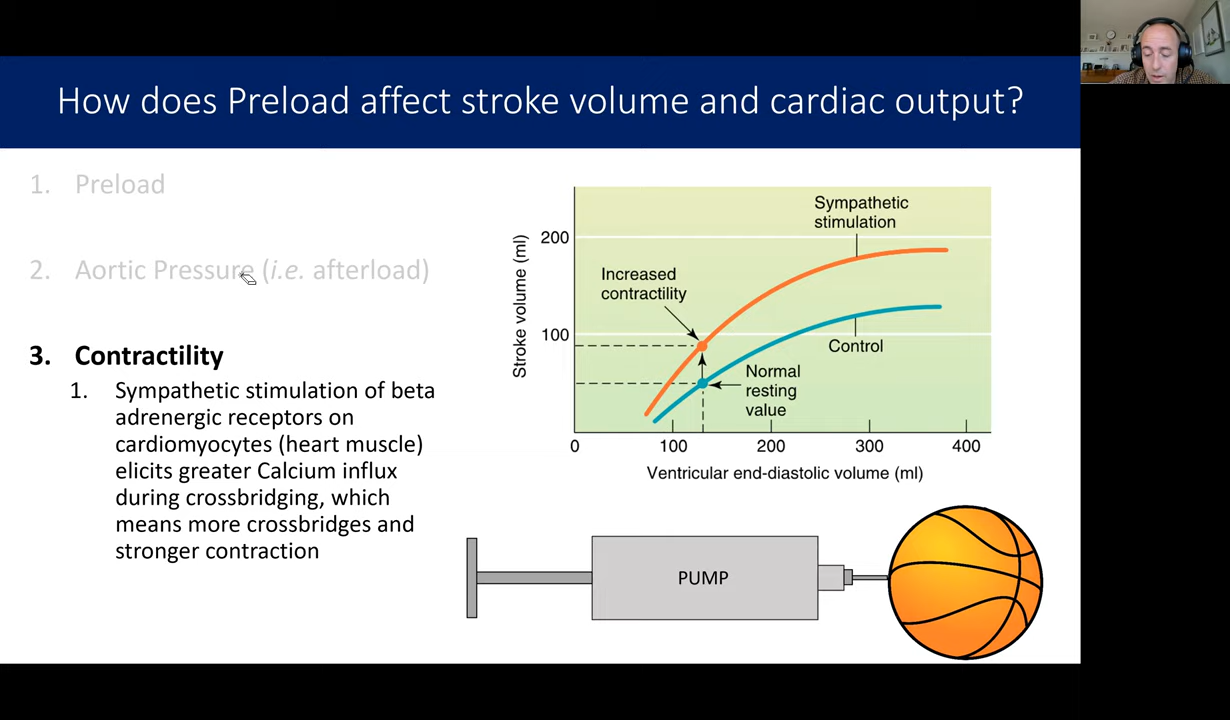 How does Preload affect stroke volume and cardiac output?
1. Preload
2. Aortic Pressure (i.e. afterload)
3. Contractility
1. Sympathetic stimulation of beta
adrenergic receptors on
cardiomyocytes (heart muscle)
elicits greater Calcium influx
during crossbridging, which
means more crossbridges and
stronger contraction
Stroke volume (ml)
200
100
Sympathetic
stimulation
Increased
contractility
Control
Normal
resting
value
0 100 200 300 400
Ventricular end-diastolic volume (ml)
PUMP